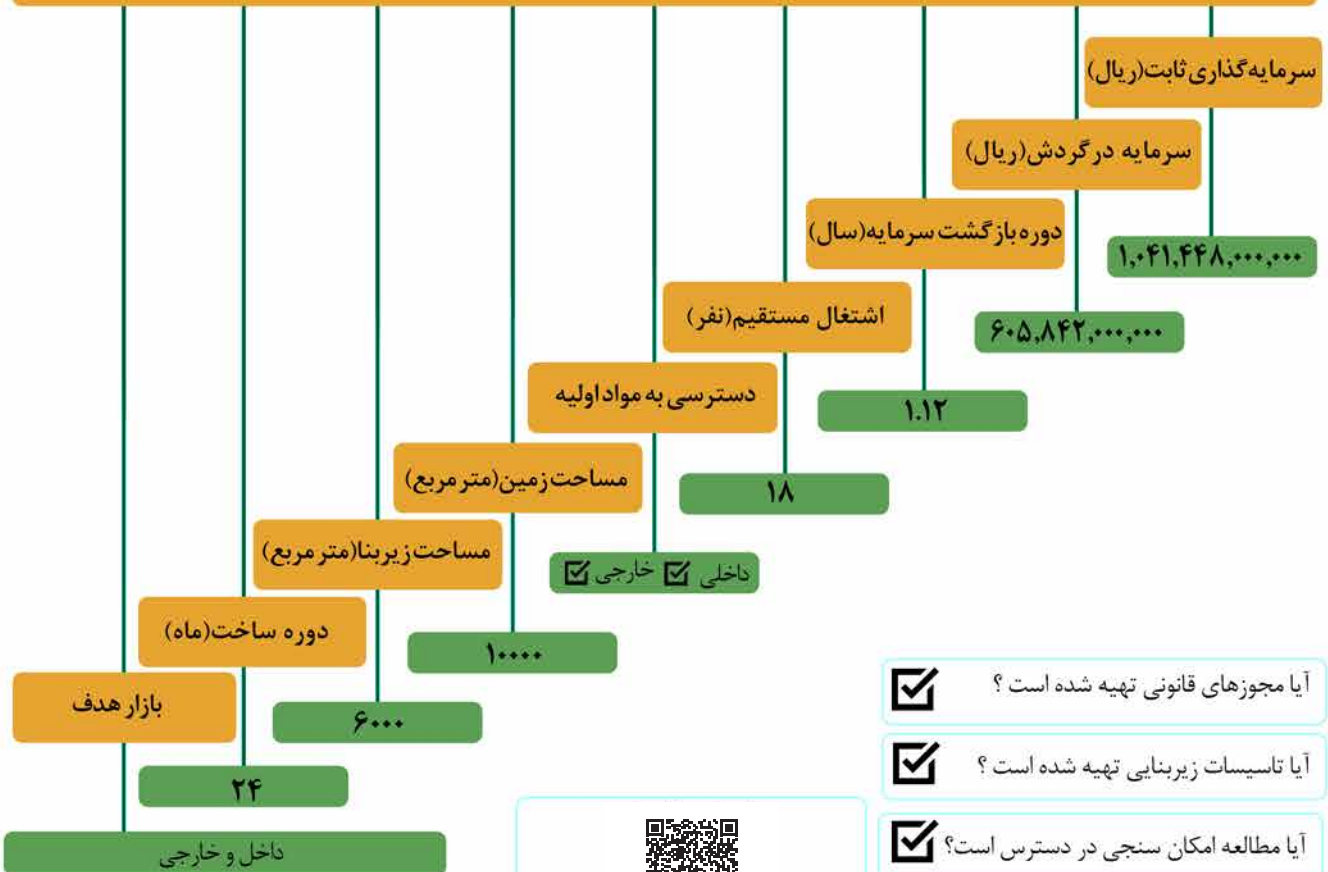 سرمایه‌گذاری ثابت(ریال)
۱,۰۴۱,۴۴۸,۰۰۰,۰۰۰
سرمایه در گردش(ریال)
۶۰۵,۸۴۲,۰۰۰,۰۰۰
دوره بازگشت سرمایه(سال)
۱.۱۲
اشتغال مستقیم(نفر)
۱۸
دسترسی به مواد اولیه
داخلی ☑ خارجی ☑
مساحت زمین(متر مربع)
۱۰۰۰۰
مساحت زیربنا(متر مربع)
۶۰۰۰
دوره ساخت(ماه)
۲۴
بازار هدف
داخل و خارجی
آیا مجوزهای قانونی تهیه شده است ؟ ☑
آیا تاسیسات زیربنایی تهیه شده است ؟ ☑
آیا مطالعه امکان سنجی در دسترس است؟ ☑